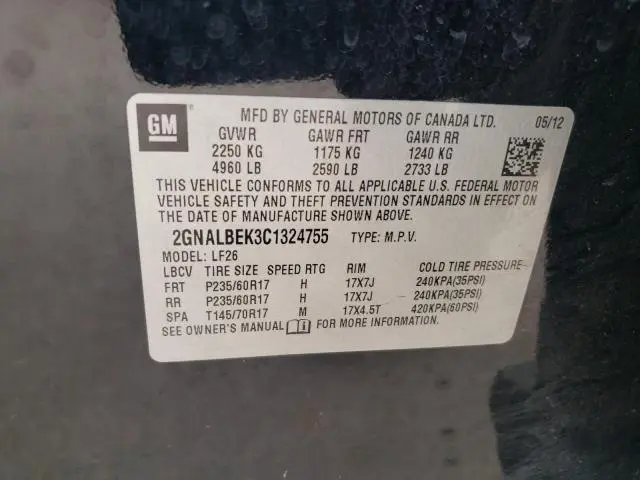 GM ® MFD BY GENERAL MOTORS OF CANADA LTD. 05/12
GVWR GAWR FRT GAWR RR
2250 KG 1175 KG 1240 KG
4960 LB 2590 LB 2733 LB
THIS VEHICLE CONFORMS TO ALL APPLICABLE U.S. FEDERAL MOTOR
VEHICLE SAFETY AND THEFT PREVENTION STANDARDS IN EFFECT ON
THE DATE OF MANUFACTURE SHOWN ABOVE.
2GNALBEK3C1324755 TYPE: M.P.V.
MODEL: LF26
LBCV TIRE SIZE SPEED RTG RIM COLD TIRE PRESSURE
FRT P235/60R17 H 17X7J 240KPA(35PSI)
RR P235/60R17 H 17X7J 240KPA(35PSI)
SPA T145/70R17 M 17X4.5T 420KPA(60PSI)
SEE OWNER'S MANUAL FOR MORE INFORMATION.